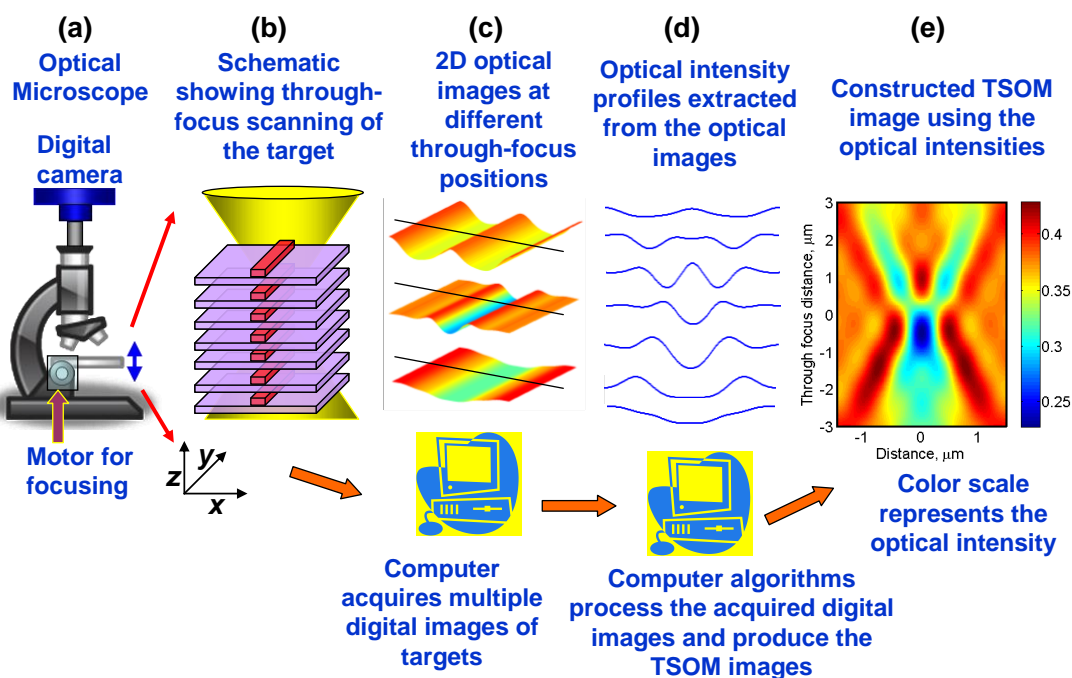 (a)
Optical
Microscope
Digital
camera
Motor for
focusing
(b)
Schematic
showing through-
focus scanning of
the target
z
y
x
(c)
2D optical
images at
different
through-focus
positions
Computer
acquires multiple
digital images of
targets
(d)
Optical intensity
profiles extracted
from the optical
images
Computer algorithms
process the acquired digital
images and produce the
TSOM images
(e)
Constructed TSOM
image using the
optical intensities
Through focus distance, μm
3
2
1
0
-1
-2
-3
-1
0
1
Distance, μm
0.4
0.35
0.3
0.25
Color scale
represents the
optical intensity